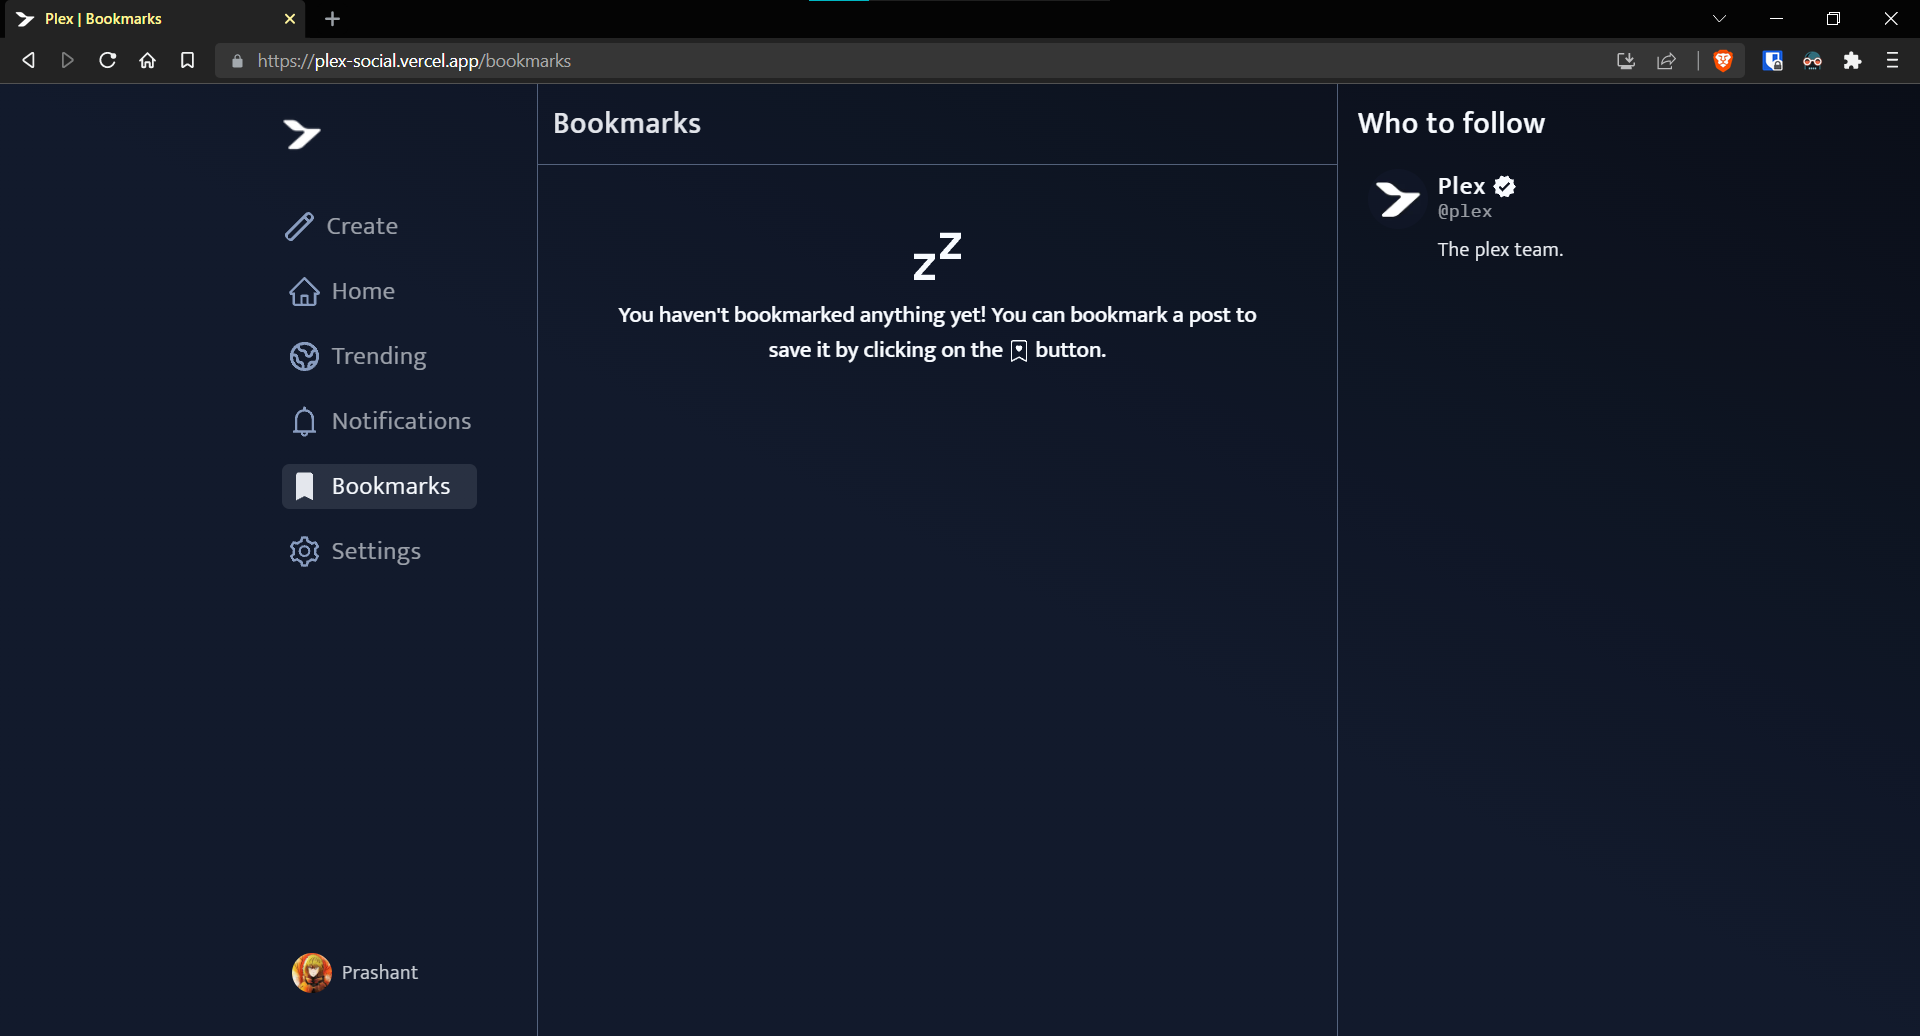 Plex | Bookmarks
https://plex-social.vercel.app/bookmarks
Create
Home
Trending
Notifications
Bookmarks
Settings
Prashant
Bookmarks
zz
You haven't bookmarked anything yet! You can bookmark a post to
save it by clicking on the button.
Who to follow
Plex
@plex
The plex team.